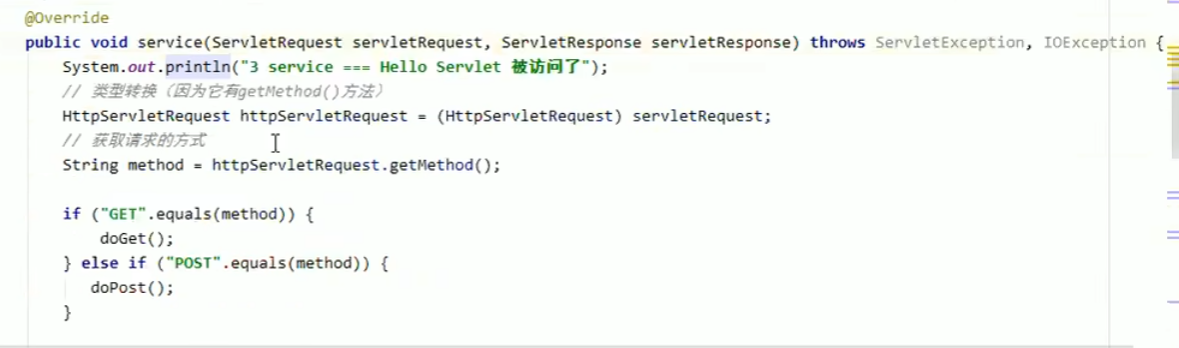 @Override
public void service(ServletRequest servletRequest, ServletResponse servletResponse) throws ServletException, IOException {
System.out.println("3 service === Hello Servlet 被访问了");
// 类型转换（因为它有getMethod()方法）
HttpServletRequest httpServletRequest = (HttpServletRequest) servletRequest;
// 获取请求的方式
String method = httpServletRequest.getMethod();
if ("GET".equals(method)) {
doGet();
} else if ("POST".equals(method)) {
doPost();
}